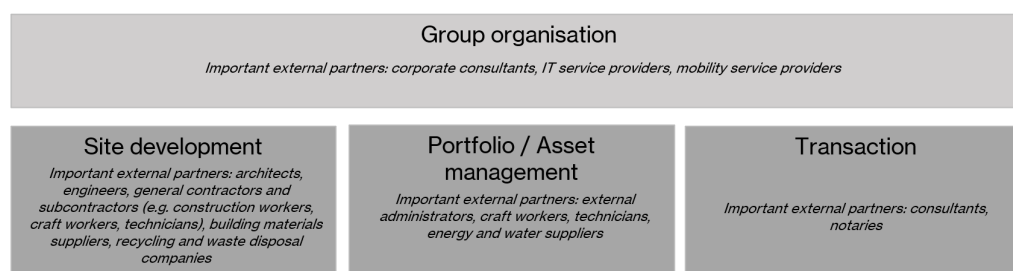 Group organisation
Important external partners: corporate consultants, IT service providers, mobility service providers
Site development
Important external partners: architects,
engineers, general contractors and
subcontractors (e.g. construction workers,
craft workers, technicians), building materials
suppliers, recycling and waste disposal
companies
Portfolio / Asset
management
Important external partners: external
administrators, craft workers, technicians,
energy and water suppliers
Transaction
Important external partners: consultants,
notaries